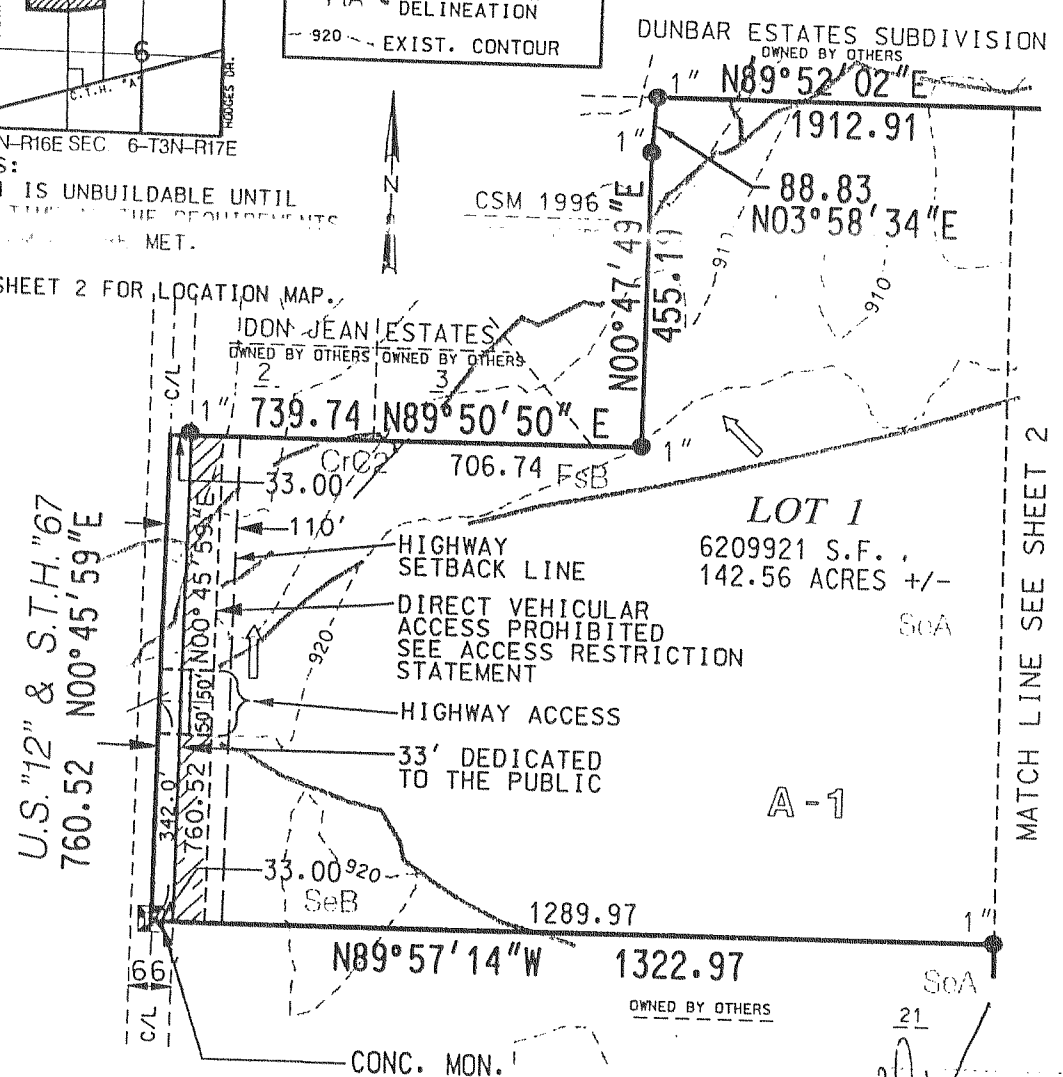 DELINEATION
920 EXIST. CONTOUR
6
C.T.H. "A"
HODGES DR.
N-R16E SEC 6-T3N-R17E
S:
IS UNBUILDABLE UNTIL
THE REQUIREMENTS
MET.
SHEET 2 FOR LOCATION MAP.
N
DUNBAR ESTATES SUBDIVISION
OWNED BY OTHERS
1" N89°52'02"E
1912.91
1"
88.83
N03°58'34"E
CSM 1996
N00°47'49"E
455.19
911
910
DON JEAN ESTATES
OWNED BY OTHERS OWNED BY OTHERS
2
3
C/L
1"
739.74 N89°50'50" E
706.74
1"
CrC2
FsB
33.00
110'
LOT 1
6209921 S.F.
142.56 ACRES +/-
SoA
HIGHWAY
SETBACK LINE
DIRECT VEHICULAR
ACCESS PROHIBITED
SEE ACCESS RESTRICTION
STATEMENT
HIGHWAY ACCESS
33' DEDICATED
TO THE PUBLIC
U.S."12" & S.T.H."67
760.52 N00°45'59"E
N00°45'59"E
50' 50'
760.52
342.0'
920
A-1
MATCH LINE SEE SHEET 2
33.00
920
SeB
1289.97
1"
N89°57'14"W 1322.97
SoA
OWNED BY OTHERS
21
66
C/L
CONC. MON.